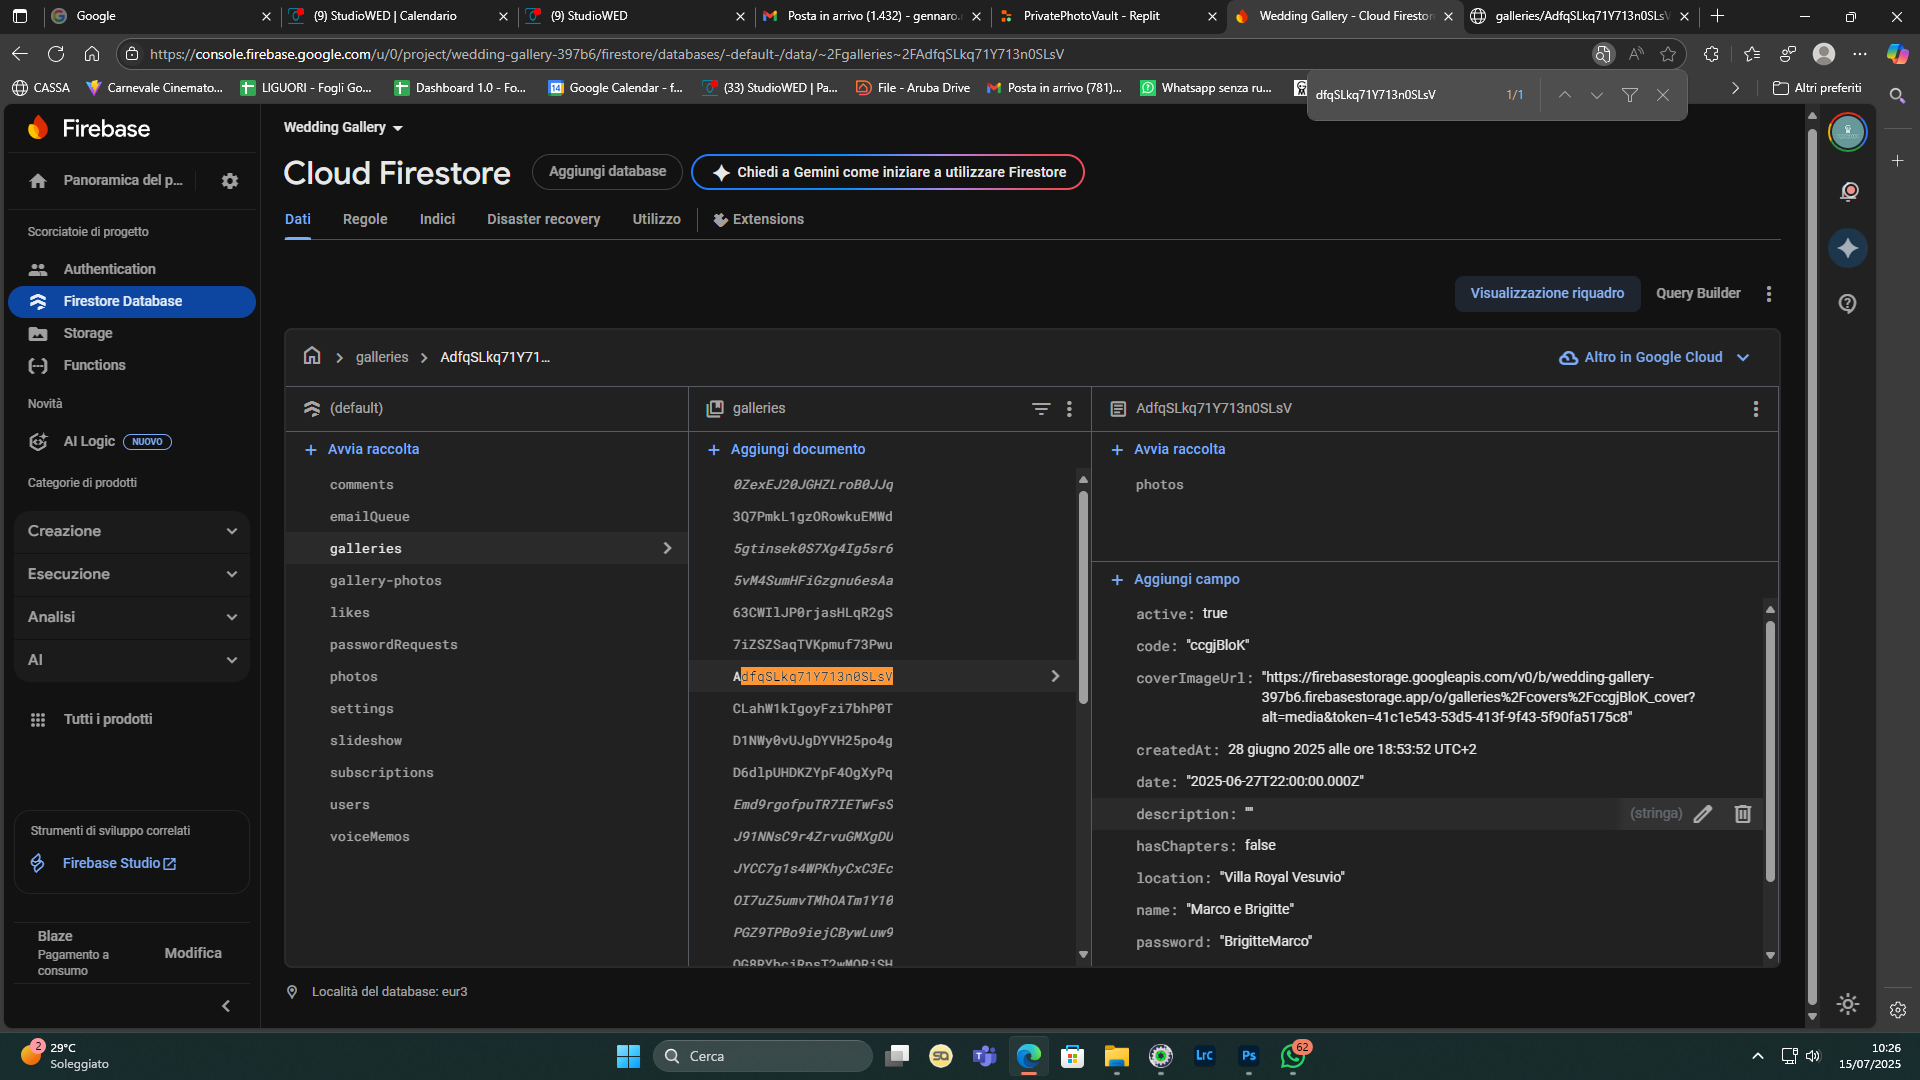 Google
(9) StudioWED | Calendario
(9) StudioWED
Posta in arrivo (1.432) - gennaro.
PrivatePhotoVault - Replit
Wedding Gallery - Cloud Firestor
galleries/AdfqSLkq71Y713n0SLsV
https://console.firebase.google.com/u/0/project/wedding-gallery-397b6/firestore/databases/-default-/data/~2Fgalleries~2FAdfqSLkq71Y713n0SLsV
CASSA
Carnevale Cinemato...
LIGUORI - Fogli Go...
Dashboard 1.0 - Fo...
Google Calendar - f...
(33) StudioWED | Pa...
File - Aruba Drive
Posta in arrivo (781)...
Whatsapp senza ru...
Altri preferiti
dfqSLkq71Y713n0SLsV
1/1
Firebase
Panoramica del p...
Scorciatoie di progetto
Authentication
Firestore Database
Storage
Functions
Novità
AI Logic
NUOVO
Categorie di prodotti
Creazione
Esecuzione
Analisi
AI
Tutti i prodotti
Strumenti di sviluppo correlati
Firebase Studio
Blaze
Pagamento a
consumo
Modifica
Wedding Gallery
Cloud Firestore
Aggiungi database
Chiedi a Gemini come iniziare a utilizzare Firestore
Dati
Regole
Indici
Disaster recovery
Utilizzo
Extensions
Visualizzazione riquadro
Query Builder
galleries
AdfqSLkq71Y71...
Altro in Google Cloud
(default)
Avvia raccolta
comments
emailQueue
galleries
gallery-photos
likes
passwordRequests
photos
settings
slideshow
subscriptions
users
voiceMemos
galleries
Aggiungi documento
0ZexEJ20JGHZLroB0JJq
3Q7PmkL1gzORowkuEMWd
5gtinsek0S7Xg4Ig5sr6
5vM4SumHFiGzgnu6esAa
63CWIlJP0rjasHLqR2gS
7iZSZSaqTVKpmuf73Pwu
AdfqSLkq71Y713n0SLsV
CLahW1kIgoyFzi7bhP0T
D1NWy0vUJgDYVH25po4g
D6dlpUHDKZYpF4OgXyPq
Emd9rgofpuTR7IETwFsS
J91NNsC9r4ZrvuGMXgDU
JYCC7g1s4WPKhyCxC3Ec
OI7uZ5umvTMhOATm1Y10
PGZ9TPBo9iejCBywLuw9
AdfqSLkq71Y713n0SLsV
Avvia raccolta
photos
Aggiungi campo
active: true
code: "ccgjBloK"
coverImageUrl: "https://firebasestorage.googleapis.com/v0/b/wedding-gallery-
397b6.firebasestorage.app/o/galleries%2Fcovers%2FccgjBloK_cover?
alt=media&token=41c1e543-53d5-413f-9f43-5f90fa5175c8"
createdAt: 28 giugno 2025 alle ore 18:53:52 UTC+2
date: "2025-06-27T22:00:00.000Z"
description: ""
(stringa)
hasChapters: false
location: "Villa Royal Vesuvio"
name: "Marco e Brigitte"
password: "BrigitteMarco"
Località del database: eur3
2
29°C
Soleggiato
Cerca
SQ
LrC
Ps
62
10:26
15/07/2025